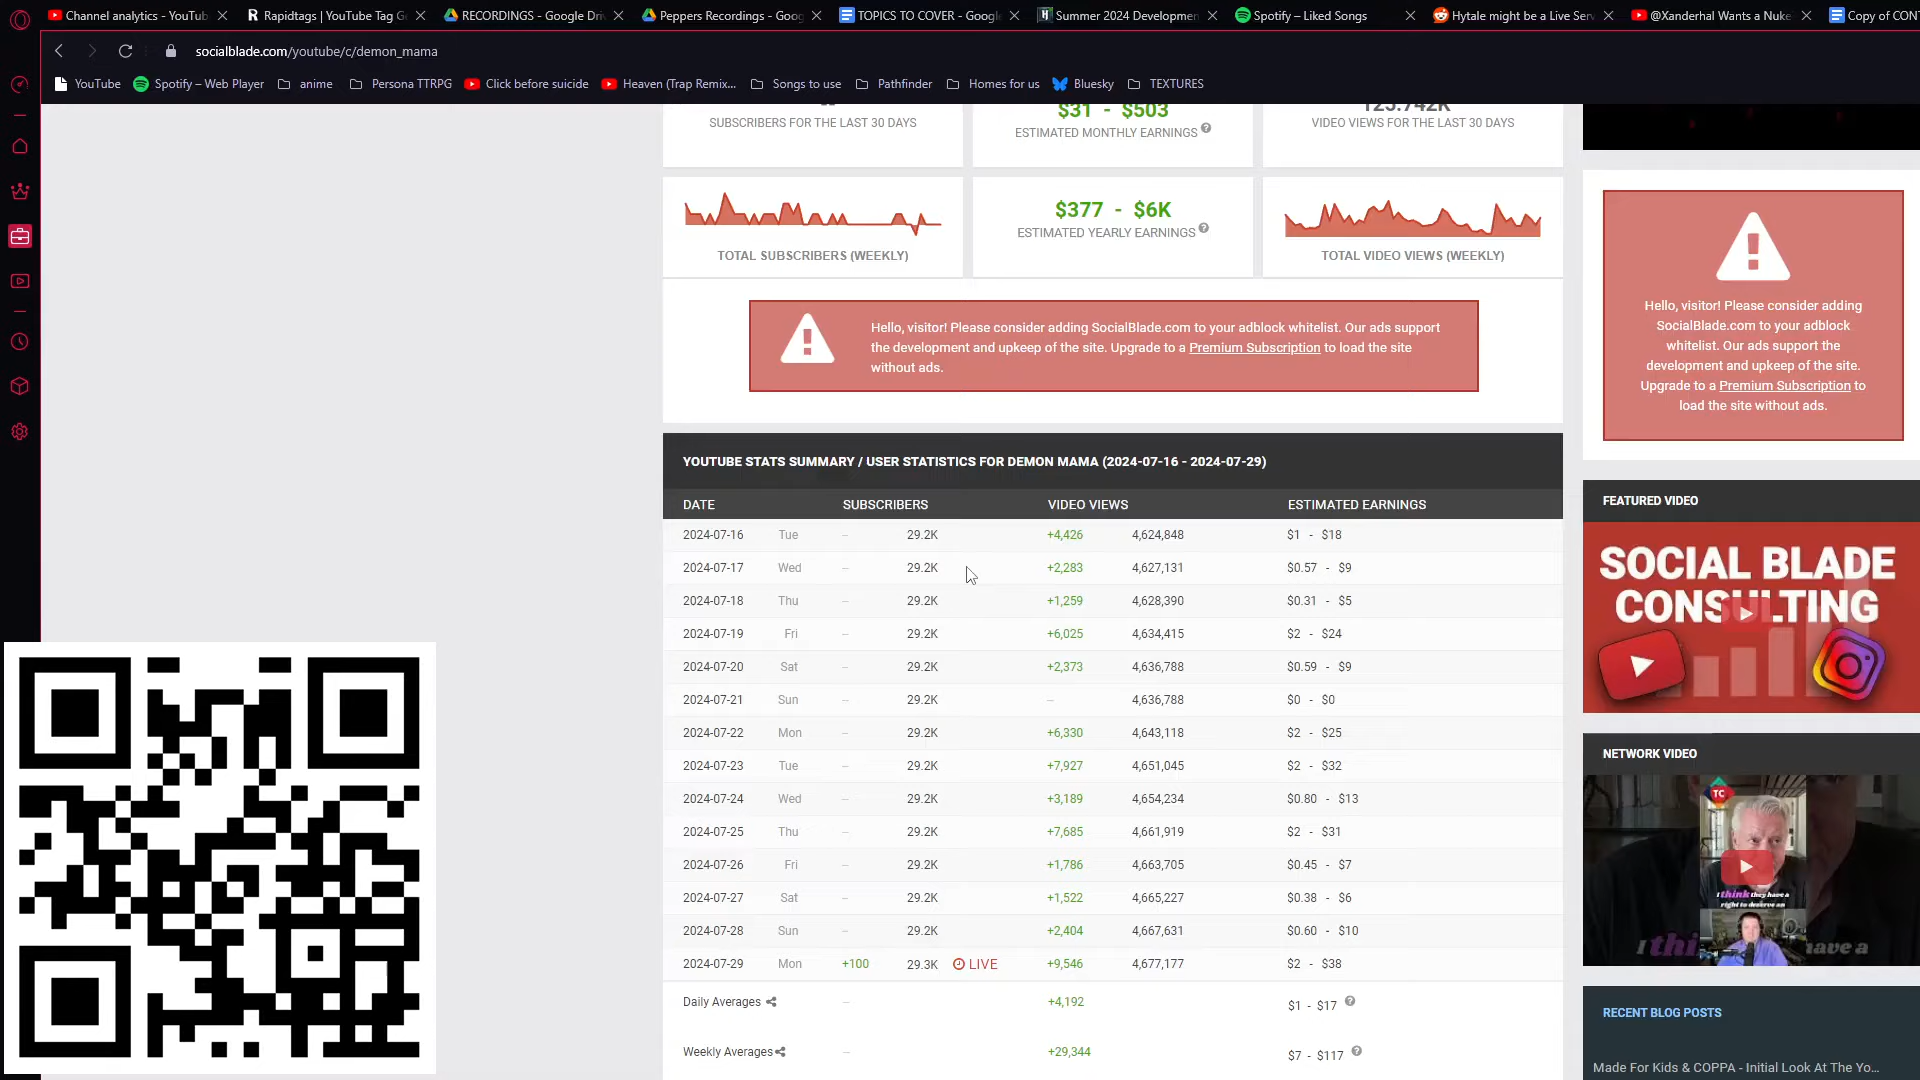 Channel analytics - YouTub
Rapidtags | YouTube Tag Ge
RECORDINGS - Google Driv
Peppers Recordings - Goog
TOPICS TO COVER - Google
Summer 2024 Developmen
Spotify – Liked Songs
Hytale might be a Live Serv
@Xanderhal Wants a Nuke
Copy of CONT
socialblade.com/youtube/c/demon_mama
YouTube
Spotify – Web Player
anime
Persona TTRPG
Click before suicide
Heaven (Trap Remix...
Songs to use
Pathfinder
Homes for us
Bluesky
TEXTURES
SUBSCRIBERS FOR THE LAST 30 DAYS
$31 - $503
ESTIMATED MONTHLY EARNINGS
125.742K
VIDEO VIEWS FOR THE LAST 30 DAYS
TOTAL SUBSCRIBERS (WEEKLY)
$377 - $6K
ESTIMATED YEARLY EARNINGS
TOTAL VIDEO VIEWS (WEEKLY)
Hello, visitor! Please consider adding SocialBlade.com to your adblock whitelist. Our ads support
the development and upkeep of the site. Upgrade to a Premium Subscription to load the site
without ads.
Hello, visitor! Please consider adding
SocialBlade.com to your adblock
whitelist. Our ads support the
development and upkeep of the site.
Upgrade to a Premium Subscription to
load the site without ads.
YOUTUBE STATS SUMMARY / USER STATISTICS FOR DEMON MAMA (2024-07-16 - 2024-07-29)
DATE SUBSCRIBERS VIDEO VIEWS ESTIMATED EARNINGS
2024-07-16 Tue -- 29.2K +4,426 4,624,848 $1 - $18
2024-07-17 Wed -- 29.2K +2,283 4,627,131 $0.57 - $9
2024-07-18 Thu -- 29.2K +1,259 4,628,390 $0.31 - $5
2024-07-19 Fri -- 29.2K +6,025 4,634,415 $2 - $24
2024-07-20 Sat -- 29.2K +2,373 4,636,788 $0.59 - $9
2024-07-21 Sun -- 29.2K -- 4,636,788 $0 - $0
2024-07-22 Mon -- 29.2K +6,330 4,643,118 $2 - $25
2024-07-23 Tue -- 29.2K +7,927 4,651,045 $2 - $32
2024-07-24 Wed -- 29.2K +3,189 4,654,234 $0.80 - $13
2024-07-25 Thu -- 29.2K +7,685 4,661,919 $2 - $31
2024-07-26 Fri -- 29.2K +1,786 4,663,705 $0.45 - $7
2024-07-27 Sat -- 29.2K +1,522 4,665,227 $0.38 - $6
2024-07-28 Sun -- 29.2K +2,404 4,667,631 $0.60 - $10
2024-07-29 Mon +100 29.3K LIVE +9,546 4,677,177 $2 - $38
Daily Averages -- +4,192 $1 - $17
Weekly Averages -- +29,344 $7 - $117
FEATURED VIDEO
SOCIAL BLADE
CONSULTING
NETWORK VIDEO
TC
I think they have a
right to deserve an
I think
have a
RECENT BLOG POSTS
Made For Kids & COPPA - Initial Look At The Yo...